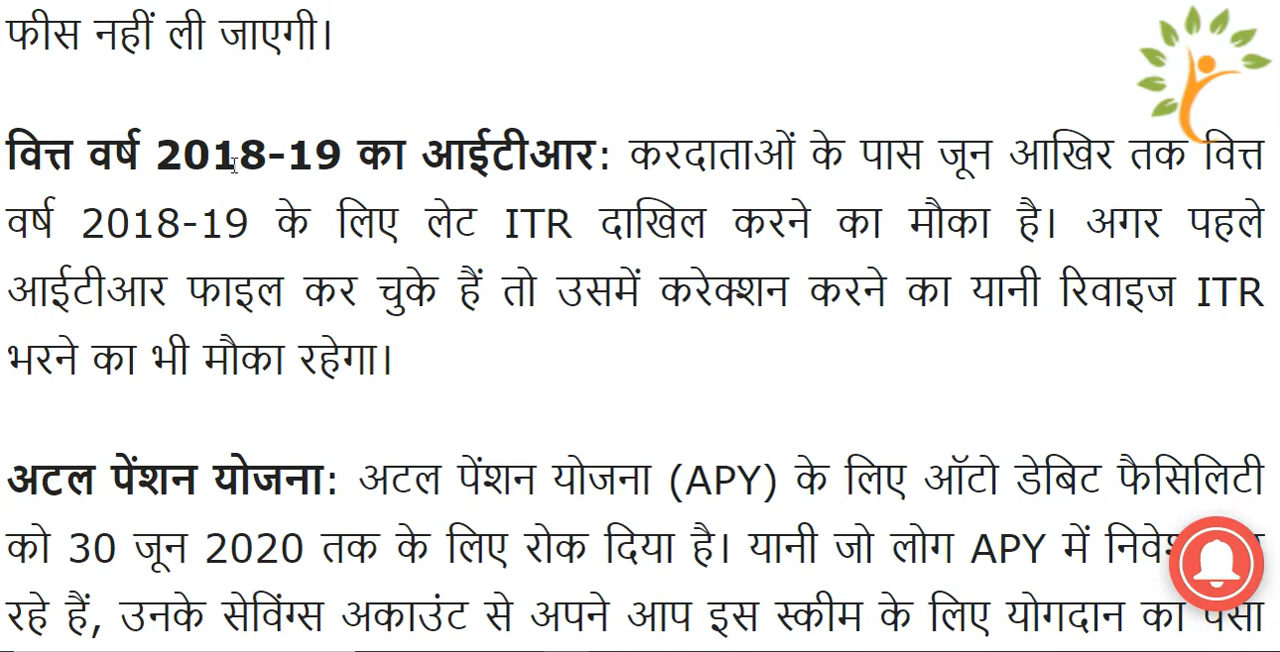 फीस नहीं ली जाएगी।
वित्त वर्ष 2018-19 का आईटीआर: करदाताओं के पास जून आखिर तक वित्त
वर्ष 2018-19 के लिए लेट ITR दाखिल करने का मौका है। अगर पहले
आईटीआर फाइल कर चुके हैं तो उसमें करेक्शन करने का यानी रिवाइज ITR
भरने का भी मौका रहेगा।
अटल पेंशन योजना: अटल पेंशन योजना (APY) के लिए ऑटो डेबिट फैसिलिटी
को 30 जून 2020 तक के लिए रोक दिया है। यानी जो लोग APY में
रहे हैं, उनके सेविंग्स अकाउंट से अपने आप इस स्कीम के लिए योगदान का